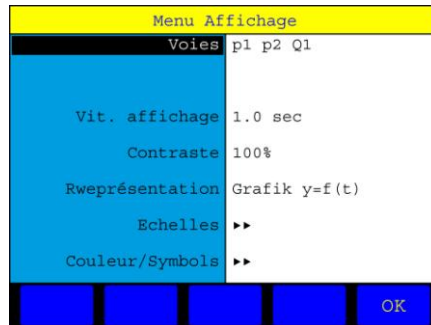 Menu Affichage
Voies p1 p2 Q1
Vit. affichage 1.0 sec
Contraste 100%
Rweprésentation Grafik y=f(t)
Echelles ▸▸
Couleur/Symbols ▸▸
OK